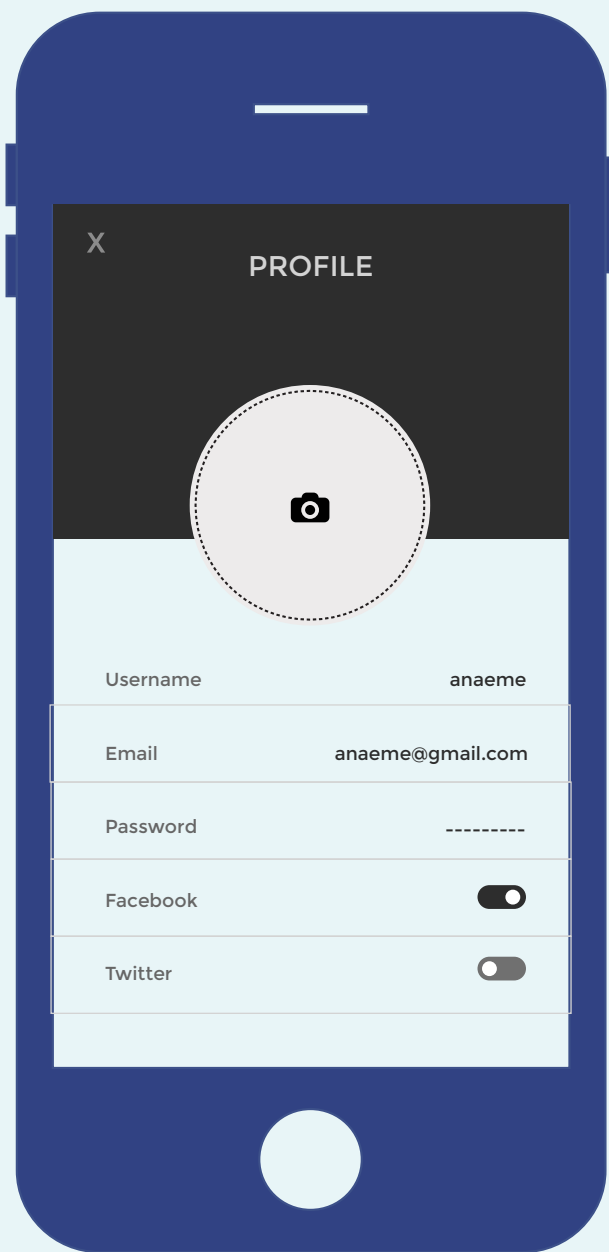 X
PROFILE
Username anaeme
Email anaeme@gmail.com
Password ---------
Facebook
Twitter